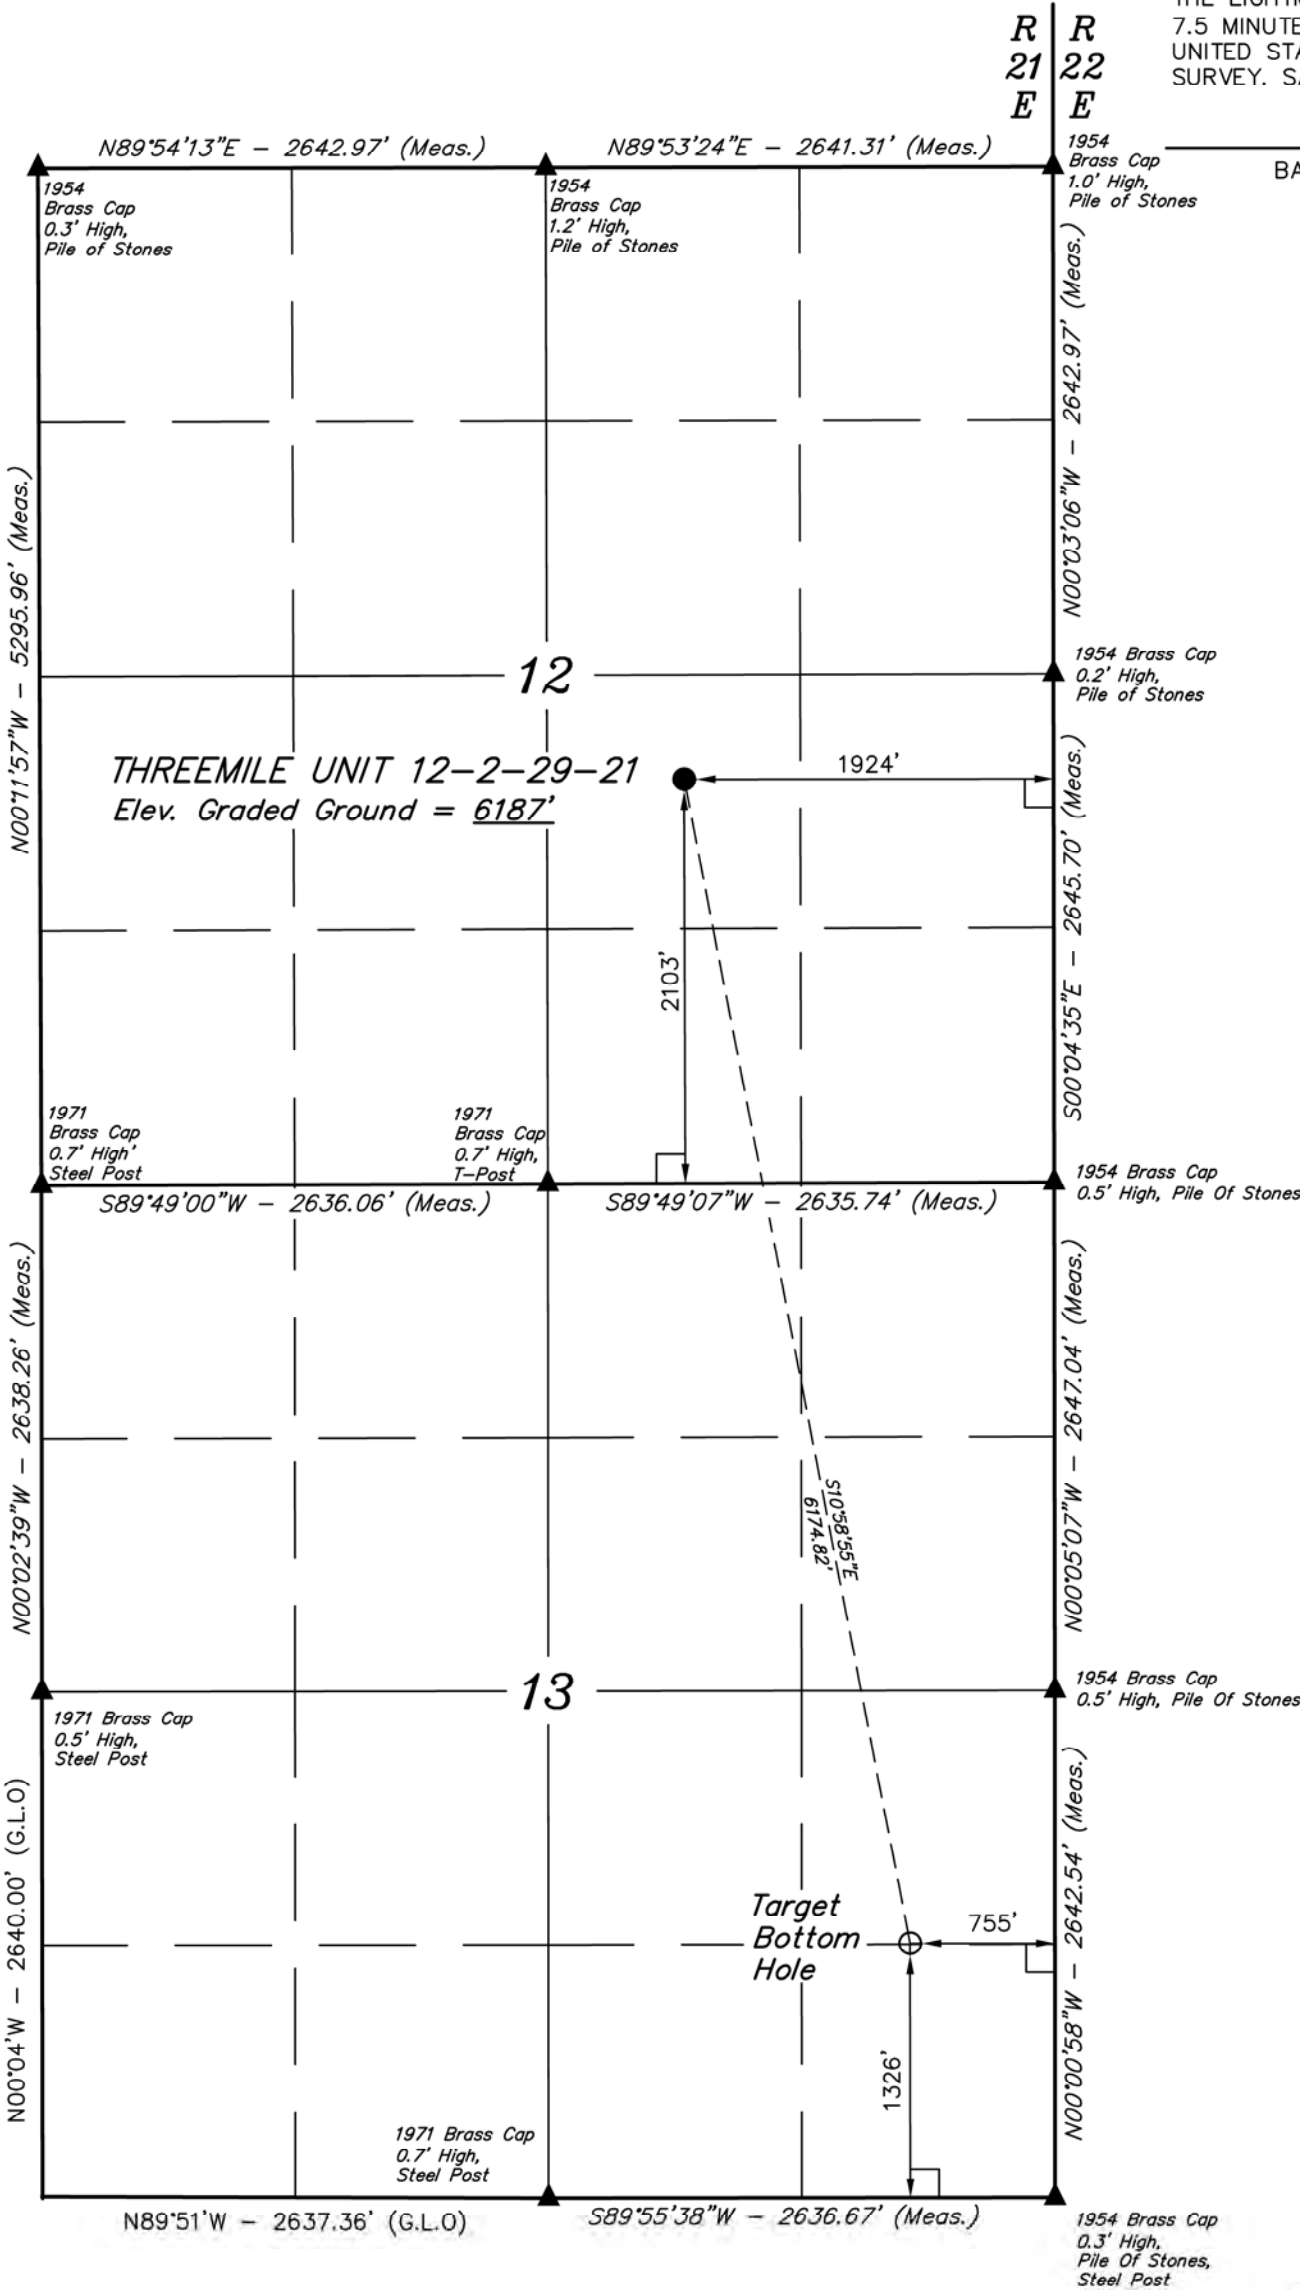 R R
21 22
E E
7.5 MINUTE
UNITED STA
SURVEY. SA
BA
N89°54'13"E - 2642.97' (Meas.)
N89°53'24"E - 2641.31' (Meas.)
1954
Brass Cap
0.3' High,
Pile of Stones
1954
Brass Cap
1.2' High,
Pile of Stones
1954
Brass Cap
1.0' High,
Pile of Stones
N00°11'57"W - 5295.96' (Meas.)
N00°03'06"W - 2642.97' (Meas.)
12
1954 Brass Cap
0.2' High,
Pile of Stones
THREEMILE UNIT 12-2-29-21
Elev. Graded Ground = 6187'
1924'
2103'
S00°04'35"E - 2645.70' (Meas.)
1971
Brass Cap
0.7' High'
Steel Post
1971
Brass Cap
0.7' High,
T-Post
1954 Brass Cap
0.5' High, Pile Of Stones
S89°49'00"W - 2636.06' (Meas.)
S89°49'07"W - 2635.74' (Meas.)
N00°02'39"W - 2638.26' (Meas.)
N00°05'07"W - 2647.04' (Meas.)
S10°58'55"E
6174.82'
13
1971 Brass Cap
0.5' High,
Steel Post
1954 Brass Cap
0.5' High, Pile Of Stones
N00°04'W - 2640.00' (G.L.O)
N00°00'58"W - 2642.54' (Meas.)
Target
Bottom
Hole
755'
1326'
1971 Brass Cap
0.7' High,
Steel Post
N89°51'W - 2637.36' (G.L.O)
S89°55'38"W - 2636.67' (Meas.)
1954 Brass Cap
0.3' High,
Pile Of Stones,
Steel Post